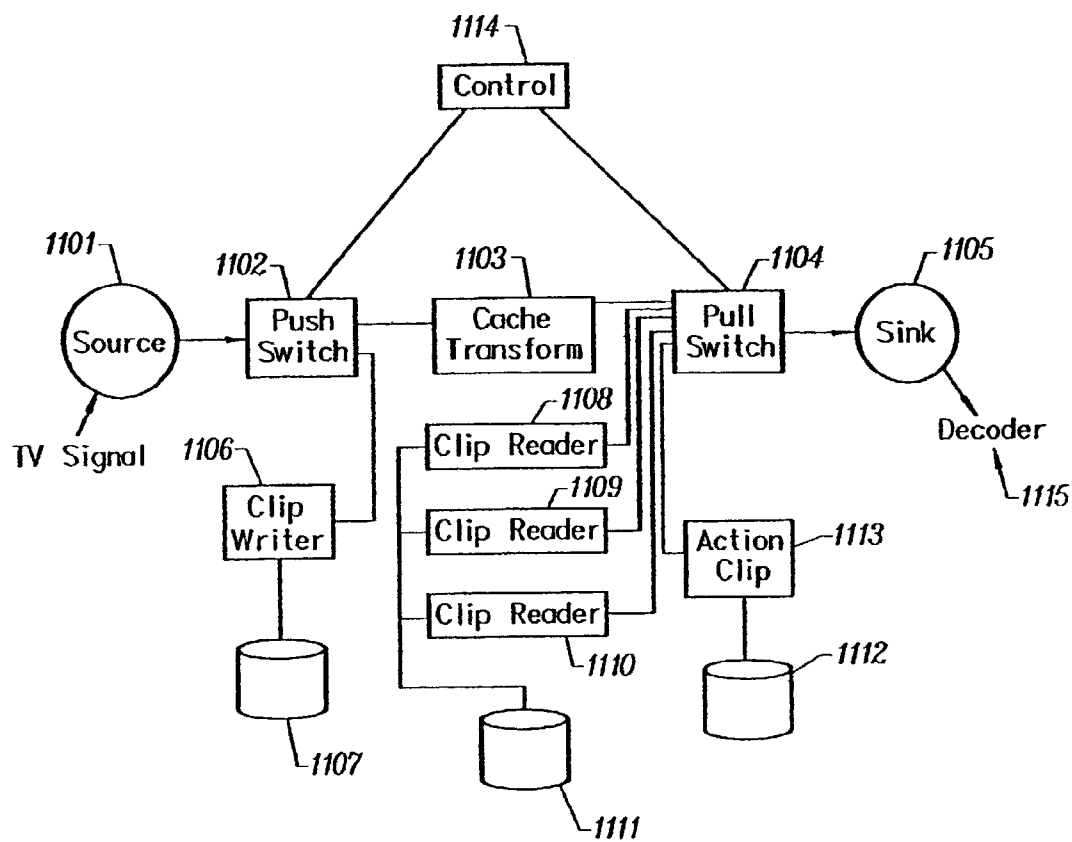 1114
Control
1101
1102
1103
1104
1105
Source
Push
Switch
Cache
Transform
Pull
Switch
Sink
TV Signal
Decoder
1115
1106
Clip
Writer
1107
1108
Clip Reader
1109
Clip Reader
Clip Reader
1110
1111
Action
Clip
1113
1112